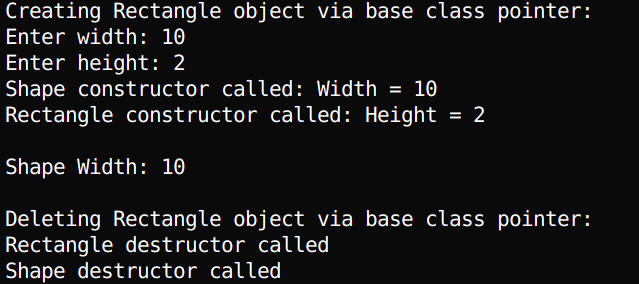 Creating Rectangle object via base class pointer:
Enter width: 10
Enter height: 2
Shape constructor called: Width = 10
Rectangle constructor called: Height = 2
Shape Width: 10
Deleting Rectangle object via base class pointer:
Rectangle destructor called
Shape destructor called